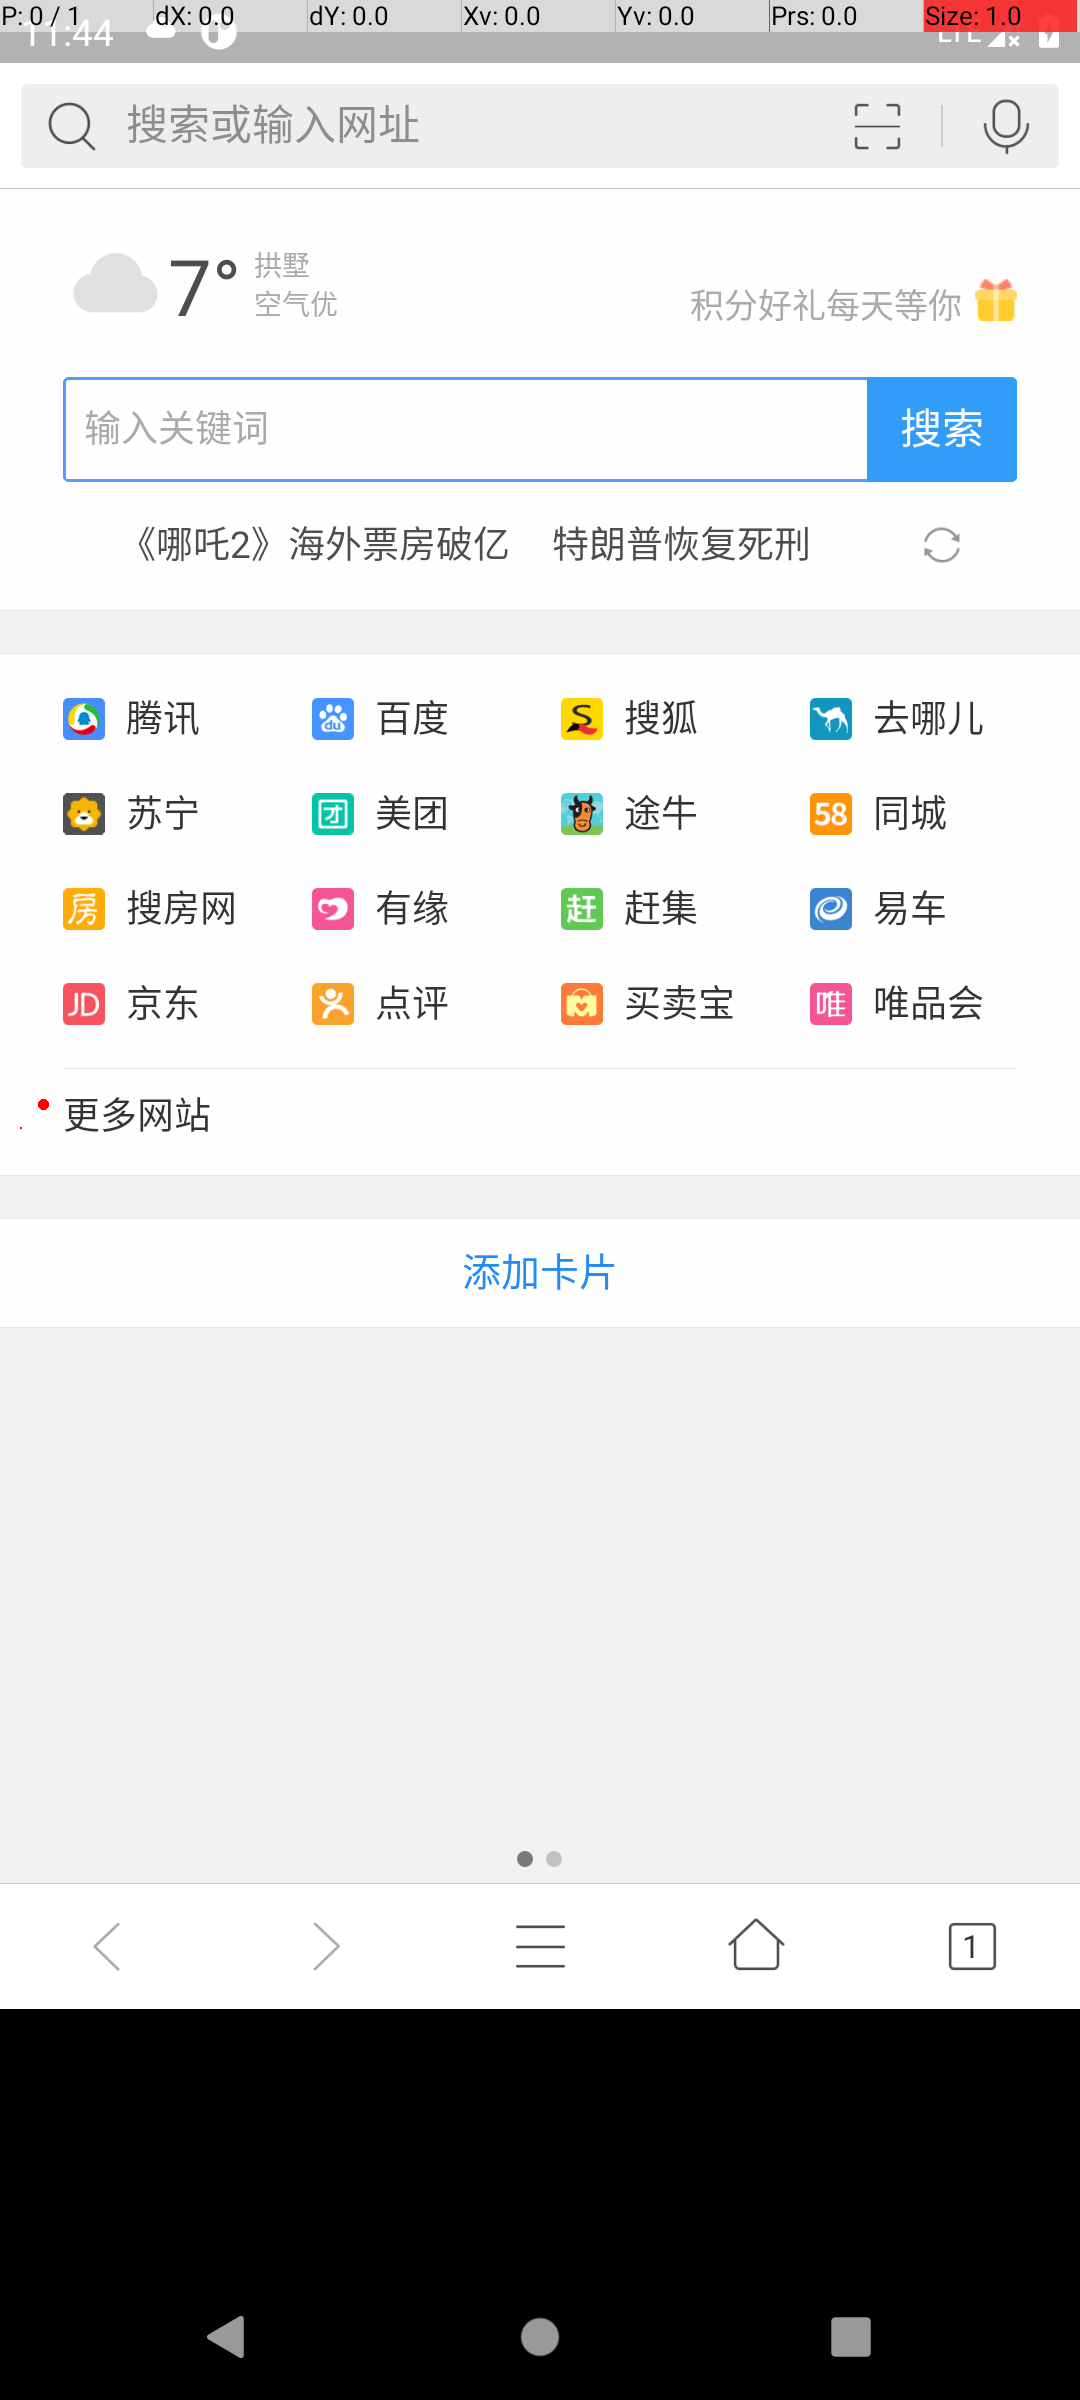 P: 0 / 1 dX: 0.0 dY: 0.0 Xv: 0.0 Yv: 0.0 Prs: 0.0 Size: 1.0
11:44 LTE
搜索或输入网址
7° 拱墅
空气优
积分好礼每天等你
输入关键词 搜索
《哪吒2》海外票房破亿 特朗普恢复死刑
腾讯 百度 搜狐 去哪儿
苏宁 美团 途牛 58 同城
搜房网 有缘 赶集 易车
京东 点评 买卖宝 唯品会
更多网站
添加卡片
1